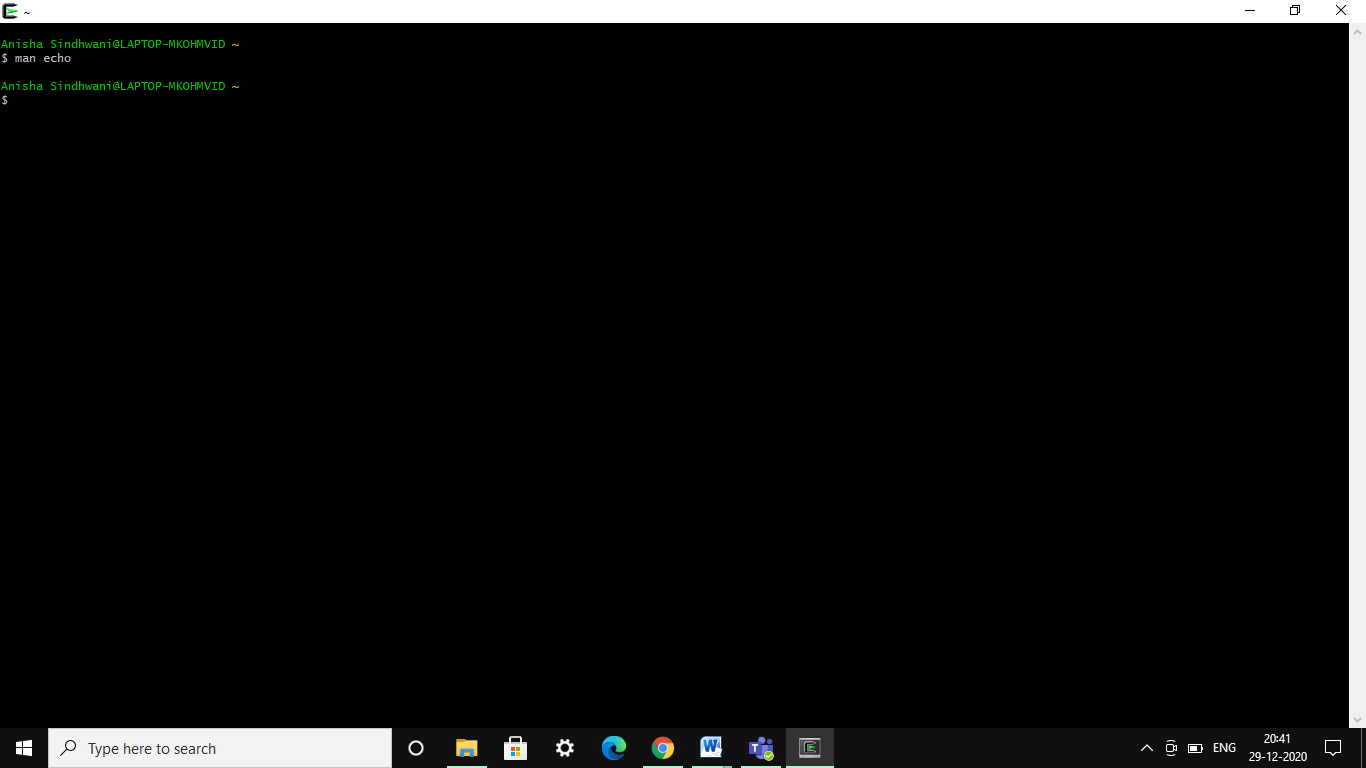 ~
Anisha Sindhwani@LAPTOP-MKOHMVID ~
$ man echo
Anisha Sindhwani@LAPTOP-MKOHMVID ~
$
Type here to search
ENG
20:41
29-12-2020